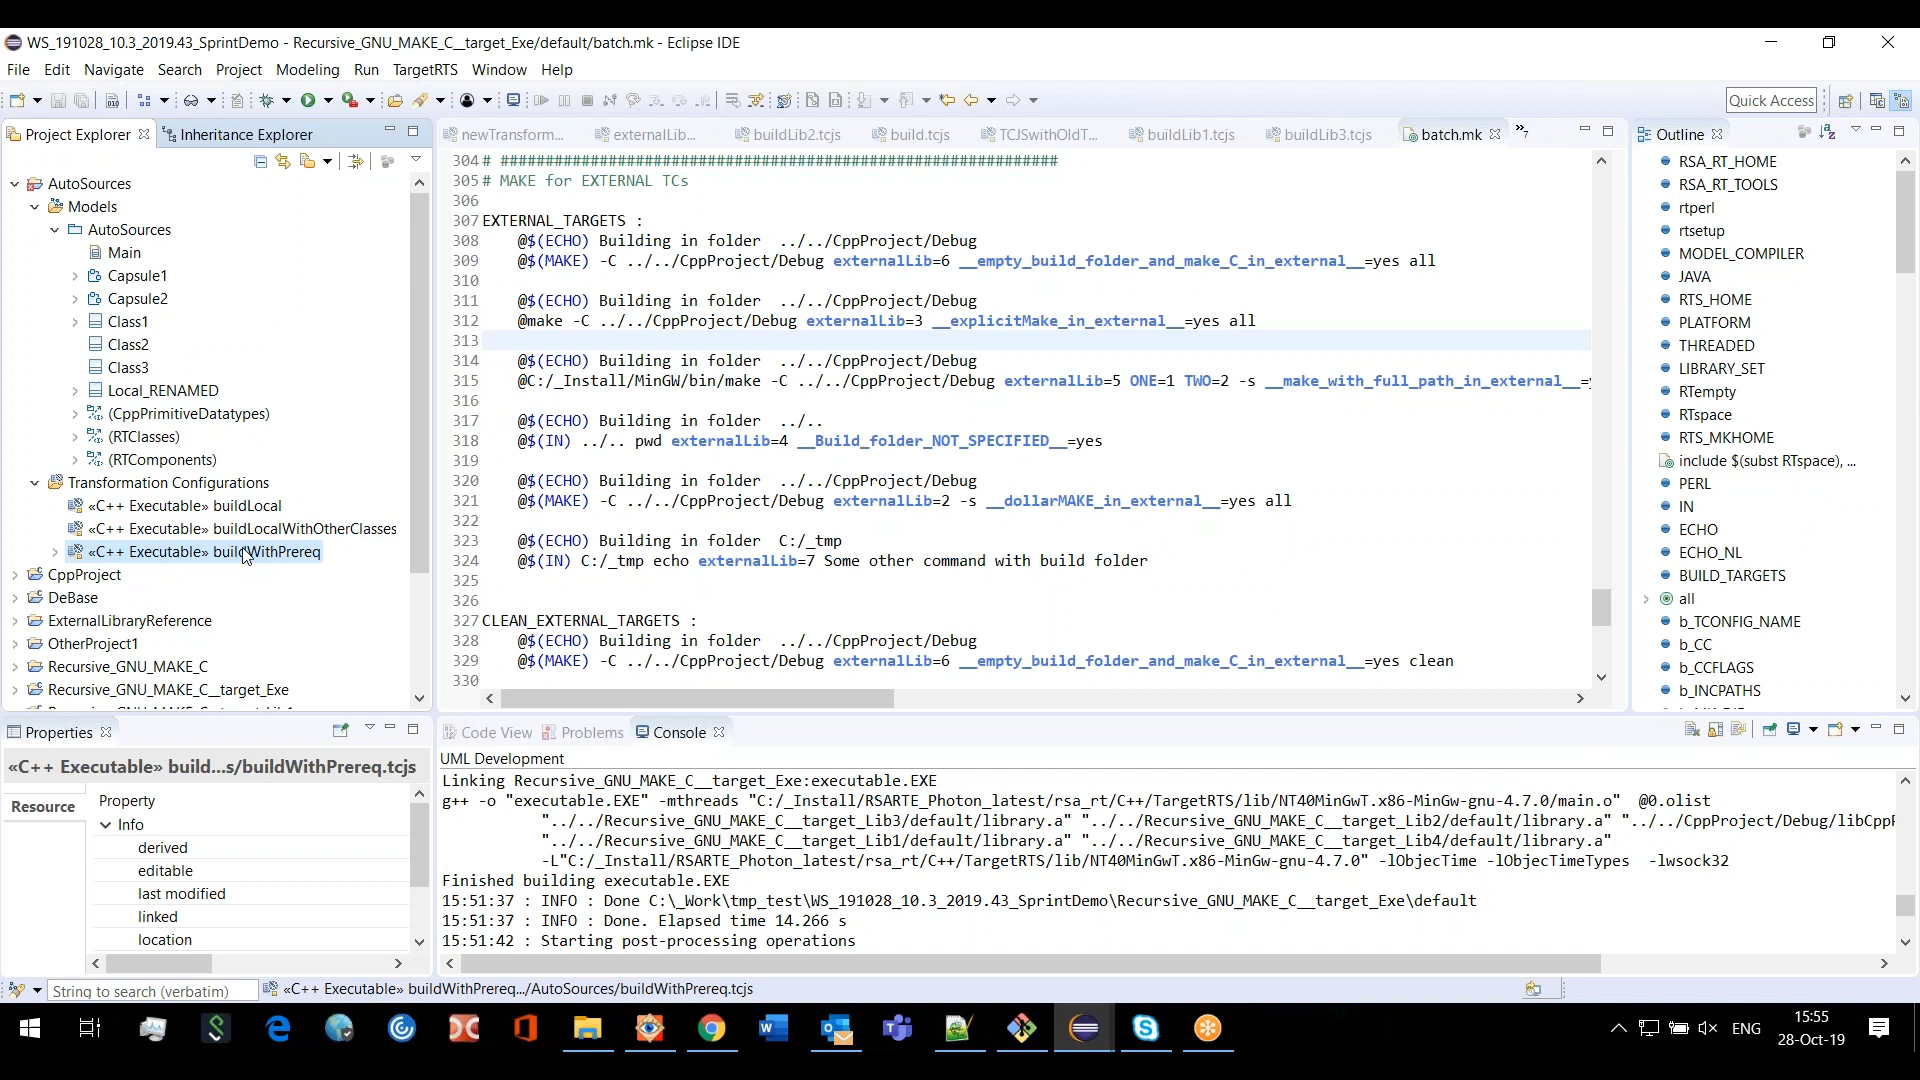 WS_191028_10.3_2019.43_SprintDemo - Recursive_GNU_MAKE_C__target_Exe/default/batch.mk - Eclipse IDE
File Edit Navigate Search Project Modeling Run TargetRTS Window Help
Quick Access
Project Explorer
Inheritance Explorer
AutoSources
Models
AutoSources
Main
Capsule1
Capsule2
Class1
Class2
Class3
Local_RENAMED
(CppPrimitiveDatatypes)
(RTClasses)
(RTComponents)
Transformation Configurations
«C++ Executable» buildLocal
«C++ Executable» buildLocalWithOtherClasses
«C++ Executable» buildWithPrereq
CppProject
DeBase
ExternalLibraryReference
OtherProject1
Recursive_GNU_MAKE_C
Recursive_GNU_MAKE_C__target_Exe
newTransform... externalLib... buildLib2.tcjs build.tcjs TCJSwithOldT... buildLib1.tcjs buildLib3.tcjs batch.mk »7
304 # ##############################################################
305 # MAKE for EXTERNAL TCs
306
307 EXTERNAL_TARGETS :
308 @$(ECHO) Building in folder ../../CppProject/Debug
309 @$(MAKE) -C ../../CppProject/Debug externalLib=6 __empty_build_folder_and_make_C_in_external__=yes all
310
311 @$(ECHO) Building in folder ../../CppProject/Debug
312 @make -C ../../CppProject/Debug externalLib=3 __explicitMake_in_external__=yes all
313
314 @$(ECHO) Building in folder ../../CppProject/Debug
315 @C:/_Install/MinGW/bin/make -C ../../CppProject/Debug externalLib=5 ONE=1 TWO=2 -s __make_with_full_path_in_external__=
316
317 @$(ECHO) Building in folder ../..
318 @$(IN) ../.. pwd externalLib=4 __Build_folder_NOT_SPECIFIED__=yes
319
320 @$(ECHO) Building in folder ../../CppProject/Debug
321 @$(MAKE) -C ../../CppProject/Debug externalLib=2 -s __dollarMAKE_in_external__=yes all
322
323 @$(ECHO) Building in folder C:/_tmp
324 @$(IN) C:/_tmp echo externalLib=7 Some other command with build folder
325
326
327 CLEAN_EXTERNAL_TARGETS :
328 @$(ECHO) Building in folder ../../CppProject/Debug
329 @$(MAKE) -C ../../CppProject/Debug externalLib=6 __empty_build_folder_and_make_C_in_external__=yes clean
330
Outline
RSA_RT_HOME
RSA_RT_TOOLS
rtperl
rtsetup
MODEL_COMPILER
JAVA
RTS_HOME
PLATFORM
THREADED
LIBRARY_SET
RTempty
RTspace
RTS_MKHOME
include $(subst RTspace), ...
PERL
IN
ECHO
ECHO_NL
BUILD_TARGETS
all
b_TCONFIG_NAME
b_CC
b_CCFLAGS
b_INCPATHS
Properties
«C++ Executable» build...s/buildWithPrereq.tcjs
Resource
Property
Info
derived
editable
last modified
linked
location
Code View Problems Console
UML Development
Linking Recursive_GNU_MAKE_C__target_Exe:executable.EXE
g++ -o "executable.EXE" -mthreads "C:/_Install/RSARTE_Photon_latest/rsa_rt/C++/TargetRTS/lib/NT40MinGwT.x86-MinGw-gnu-4.7.0/main.o" @0.olist
"../../Recursive_GNU_MAKE_C__target_Lib3/default/library.a" "../../Recursive_GNU_MAKE_C__target_Lib2/default/library.a" "../../CppProject/Debug/libCpp
"../../Recursive_GNU_MAKE_C__target_Lib1/default/library.a" "../../Recursive_GNU_MAKE_C__target_Lib4/default/library.a"
-L"C:/_Install/RSARTE_Photon_latest/rsa_rt/C++/TargetRTS/lib/NT40MinGwT.x86-MinGw-gnu-4.7.0" -lObjecTime -lObjecTimeTypes -lwsock32
Finished building executable.EXE
15:51:37 : INFO : Done C:\_Work\tmp_test\WS_191028_10.3_2019.43_SprintDemo\Recursive_GNU_MAKE_C__target_Exe\default
15:51:37 : INFO : Done. Elapsed time 14.266 s
15:51:42 : Starting post-processing operations
String to search (verbatim)
«C++ Executable» buildWithPrereq.../AutoSources/buildWithPrereq.tcjs
ENG
15:55
28-Oct-19